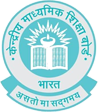 केन्द्रीय माध्यमिक शिक्षा बोर्ड
भारत
असतो मा सद्गमय